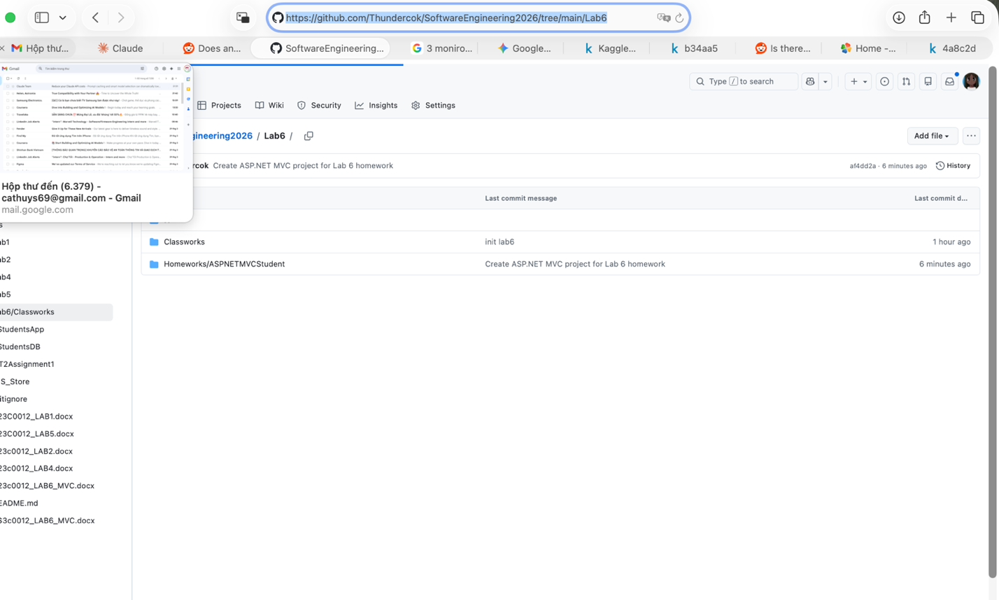 https://github.com/Thundercok/SoftwareEngineering2026/tree/main/Lab6
Hộp thư...
Claude
Does an...
SoftwareEngineering...
3 moniro...
Google...
Kaggle...
b34aa5
Is there...
Home -...
4a8c2d
Gmail
Type / to search
Projects
Wiki
Security
Insights
Settings
gineering2026 / Lab6 /
Add file
rcok Create ASP.NET MVC project for Lab 6 homework
af4dd2a · 6 minutes ago
History
Hộp thư đến (6.379) -
cathuys69@gmail.com - Gmail
mail.google.com
Last commit message
Last commit d...
Classworks
init lab6
1 hour ago
Homeworks/ASPNETMVCStudent
Create ASP.NET MVC project for Lab 6 homework
6 minutes ago
s
ab1
ab2
ab4
ab5
ab6/Classworks
StudentsApp
StudentsDB
T2Assignment1
S_Store
itignore
23C0012_LAB1.docx
23C0012_LAB5.docx
23c0012_LAB2.docx
23c0012_LAB4.docx
23c0012_LAB6_MVC.docx
EADME.md
S3c0012_LAB6_MVC.docx